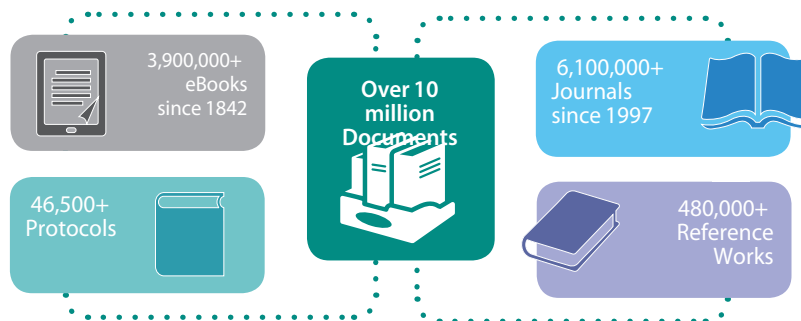 3,900,000+
eBooks
since 1842
Over 10
million
Documents
6,100,000+
Journals
since 1997
46,500+
Protocols
480,000+
Reference
Works